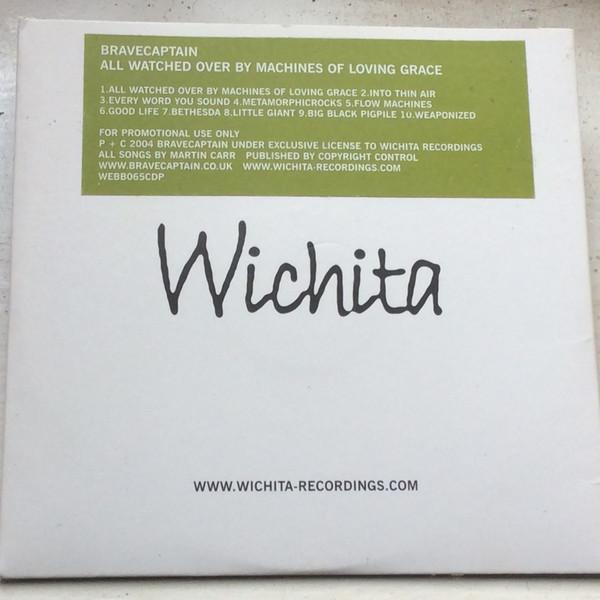 BRAVECAPTAIN
ALL WATCHED OVER BY MACHINES OF LOVING GRACE
1.ALL WATCHED OVER BY MACHINES OF LOVING GRACE 2.INTO THIN AIR
3.EVERY WORD YOU SOUND 4.METAMORPHICROCKS 5.FLOW MACHINES
6.GOOD LIFE 7.BETHESDA 8.LITTLE GIANT 9.BIG BLACK PIGPILE 10.WEAPONIZED
FOR PROMOTIONAL USE ONLY
P + C 2004 BRAVECAPTAIN UNDER EXCLUSIVE LICENSE TO WICHITA RECORDINGS
ALL SONGS BY MARTIN CARR PUBLISHED BY COPYRIGHT CONTROL
WWW.BRAVECAPTAIN.CO.UK WWW.WICHITA-RECORDINGS.COM
WEBB065CDP
Wichita
WWW.WICHITA-RECORDINGS.COM